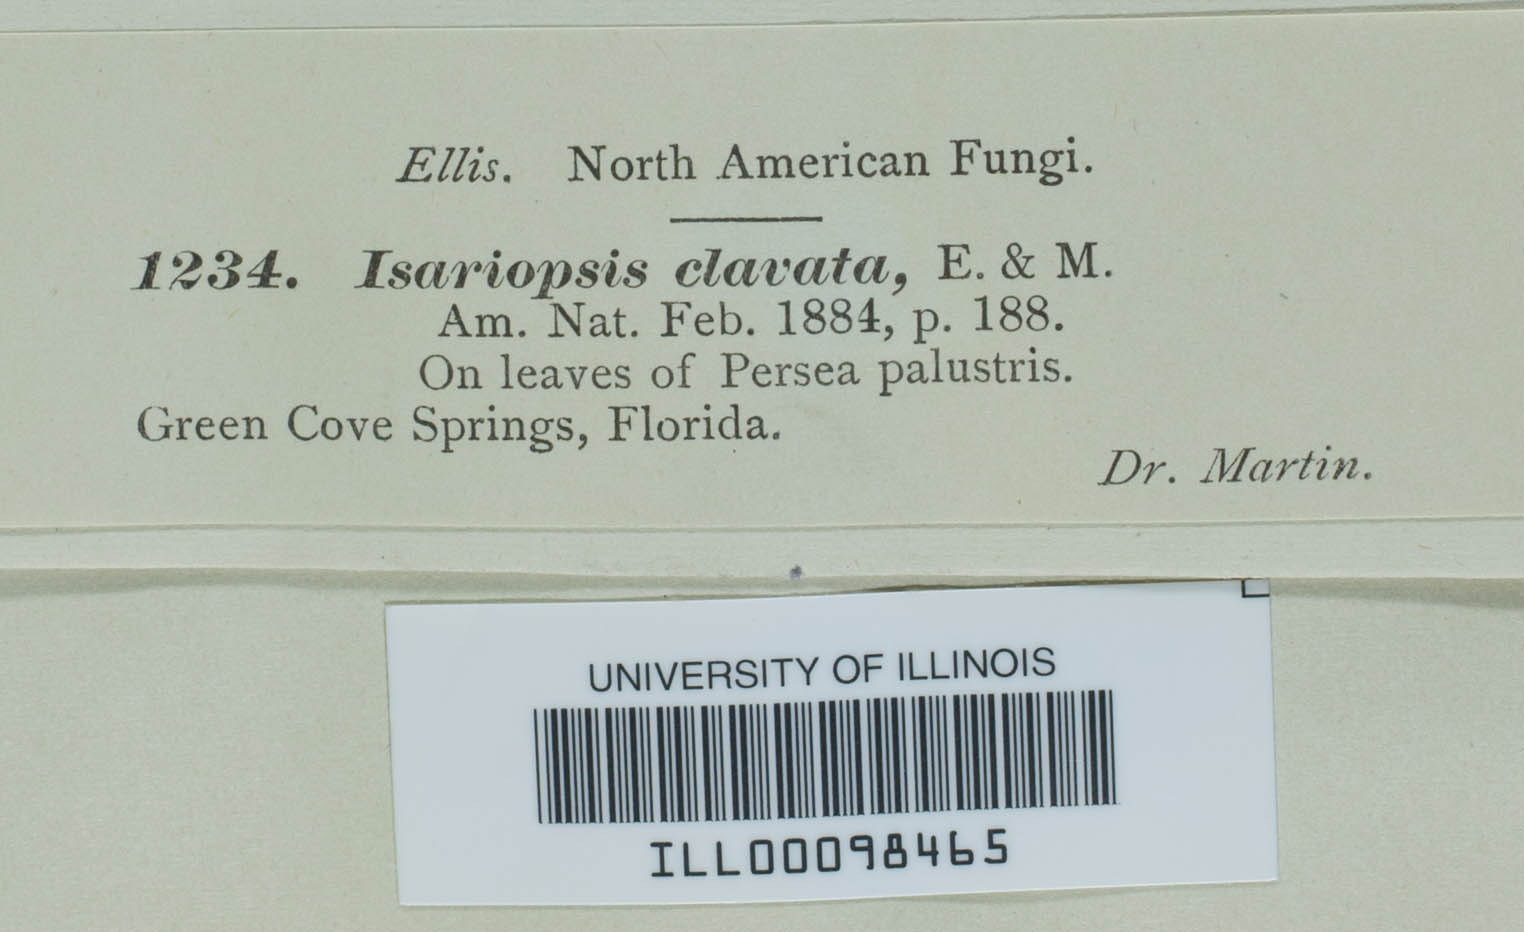 Ellis. North American Fungi.
1234. Isariopsis clavata, E. & M.
Am. Nat. Feb. 1884, p. 188.
On leaves of Persea palustris.
Green Cove Springs, Florida.
Dr. Martin.
UNIVERSITY OF ILLINOIS
ILL00098465